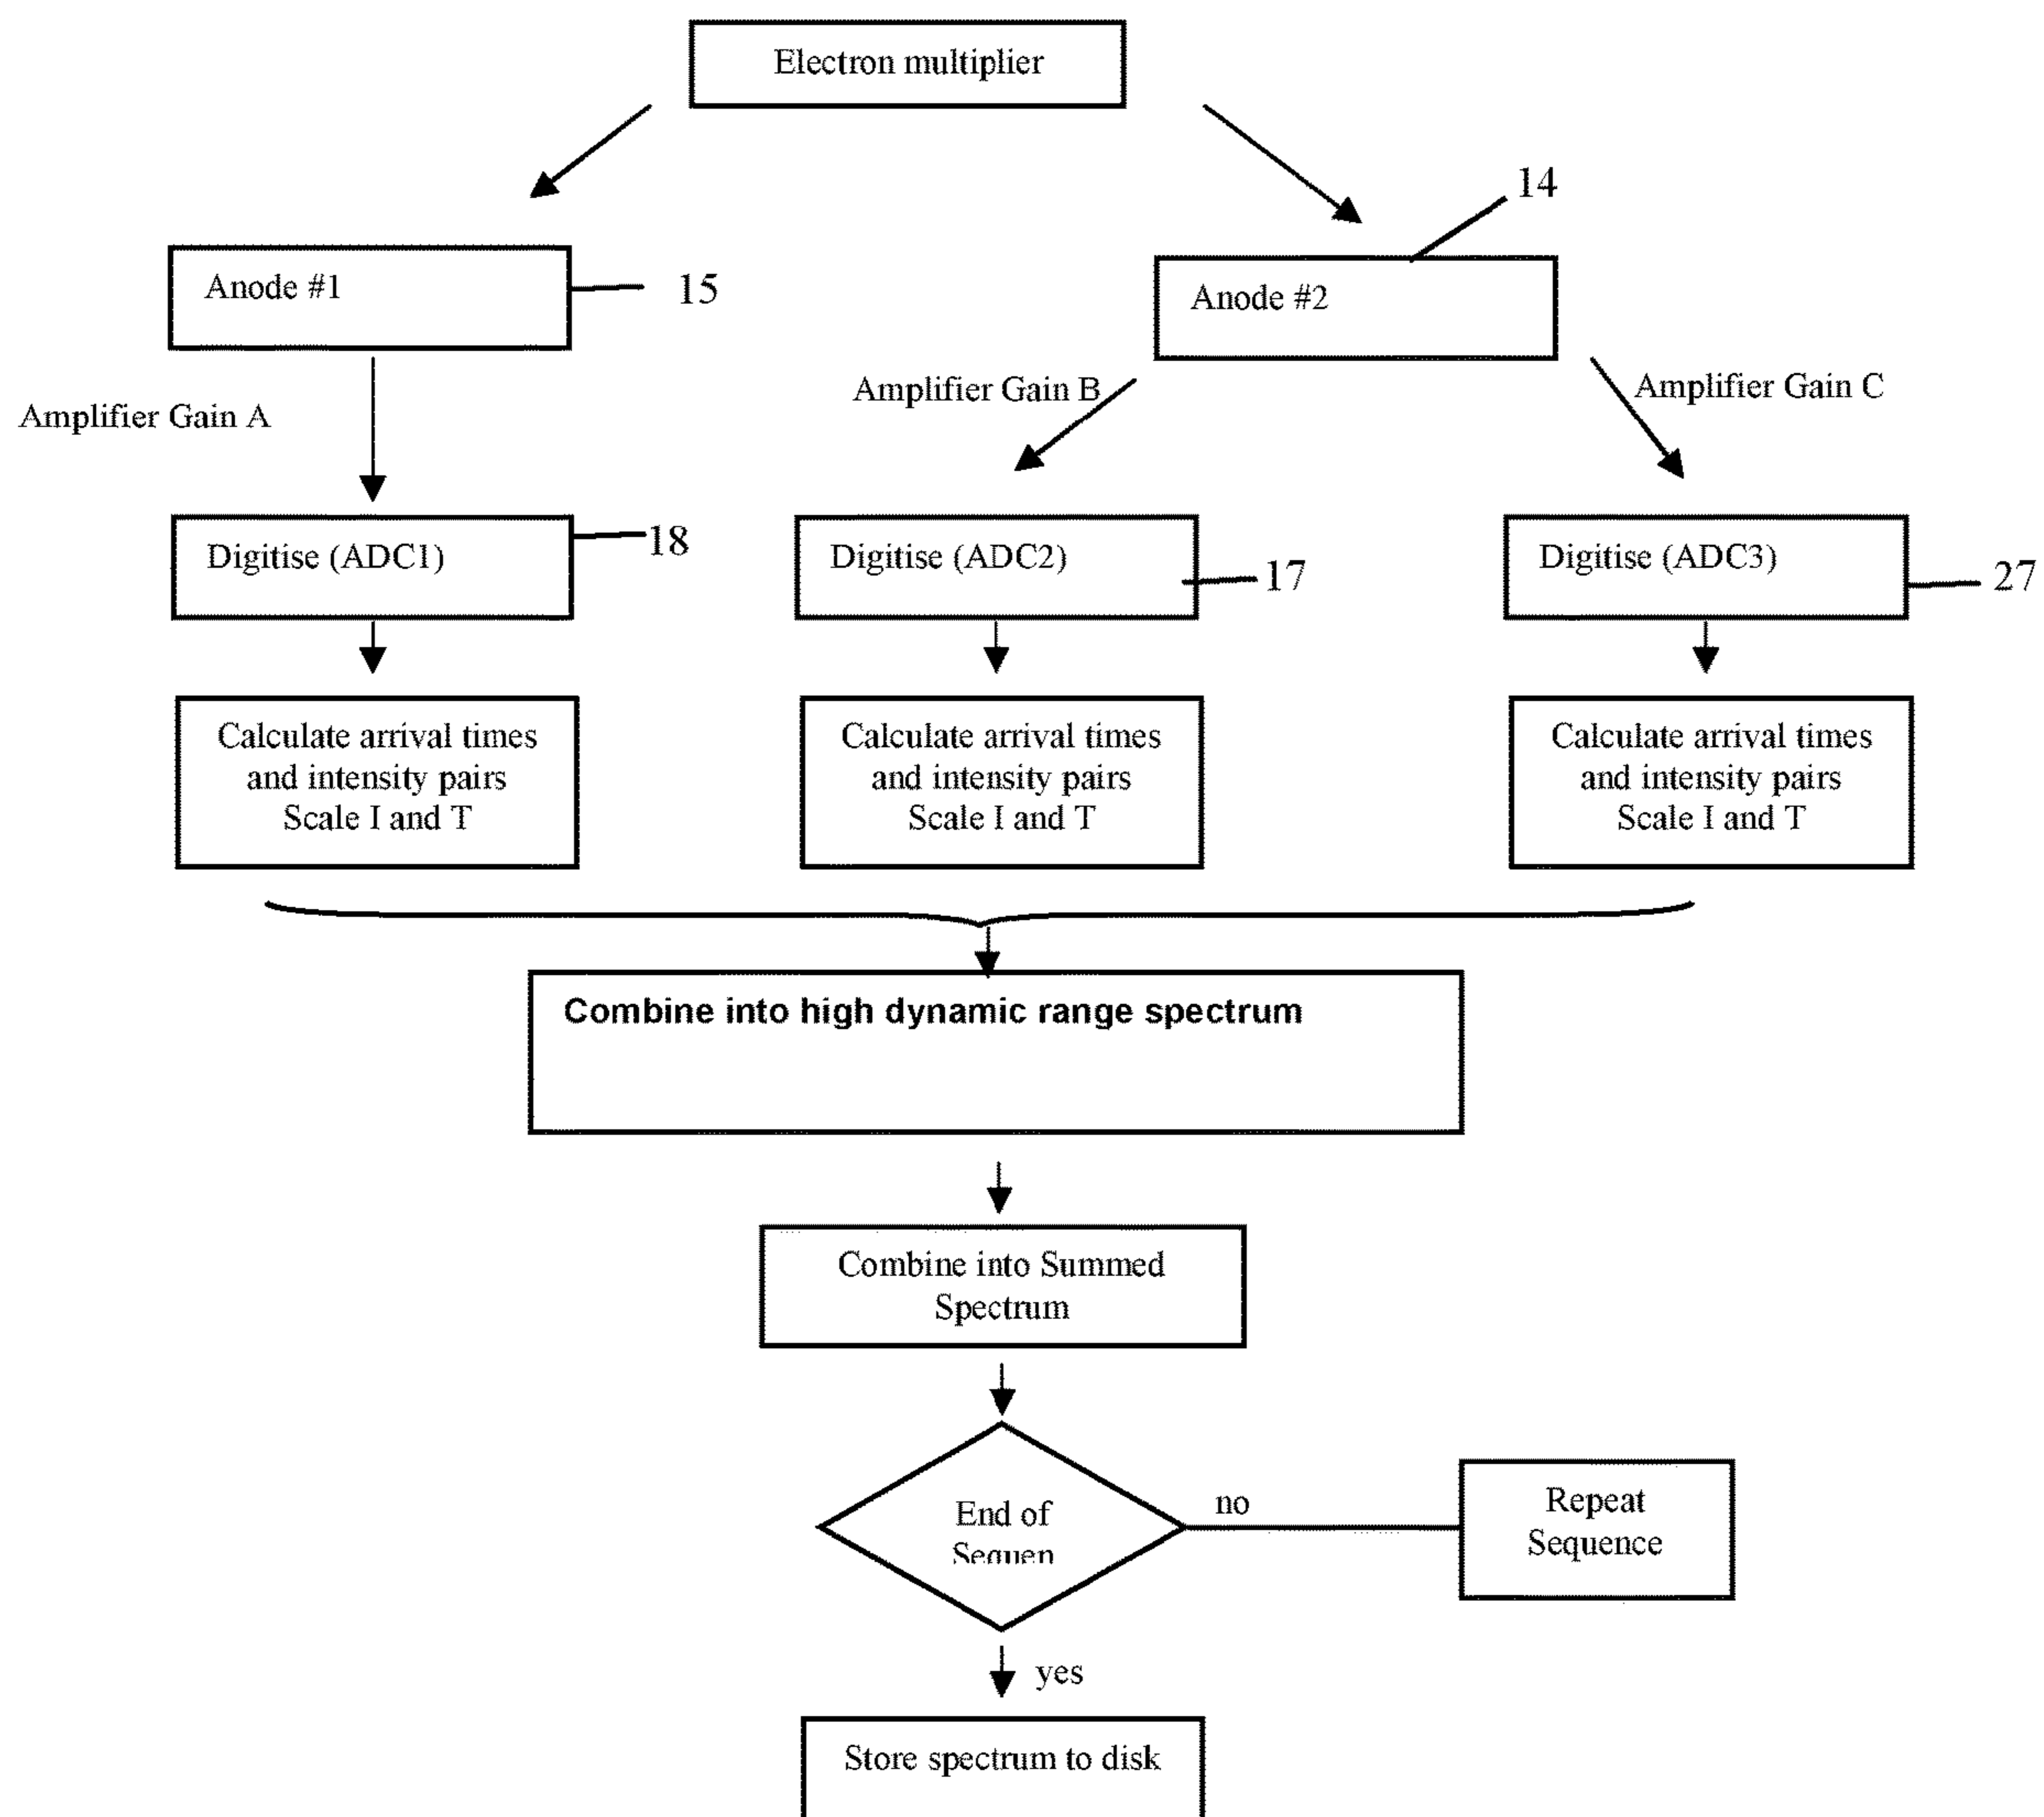 Electron multiplier
14
Anode #1
15
Anode #2
Amplifier Gain A
Amplifier Gain B
Amplifier Gain C
Digitise (ADC1)
18
Digitise (ADC2)
17
Digitise (ADC3)
27
Calculate arrival times
and intensity pairs
Scale I and T
Calculate arrival times
and intensity pairs
Scale I and T
Calculate arrival times
and intensity pairs
Scale I and T
Combine into high dynamic range spectrum
Combine into Summed
Spectrum
End of
Sequen
no
Repeat
Sequence
yes
Store spectrum to disk